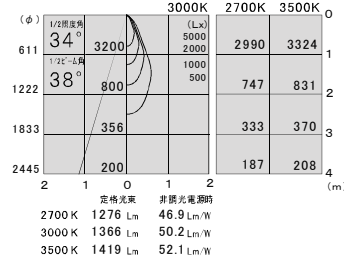 3000K 2700K 3500K
(φ) 1/2照度角 (Lx) 0
34° 5000
611 3200 2000 2990 3324 1
1/2ビーム角 1000
38° 500
1222 800 747 831 2
1833 356 333 370 3
2445 200 187 208 4
2 1 0 1 2 (m)
定格光束 非調光電源時
2700K 1276 Lm 46.9 Lm/W
3000K 1366 Lm 50.2 Lm/W
3500K 1419 Lm 52.1 Lm/W